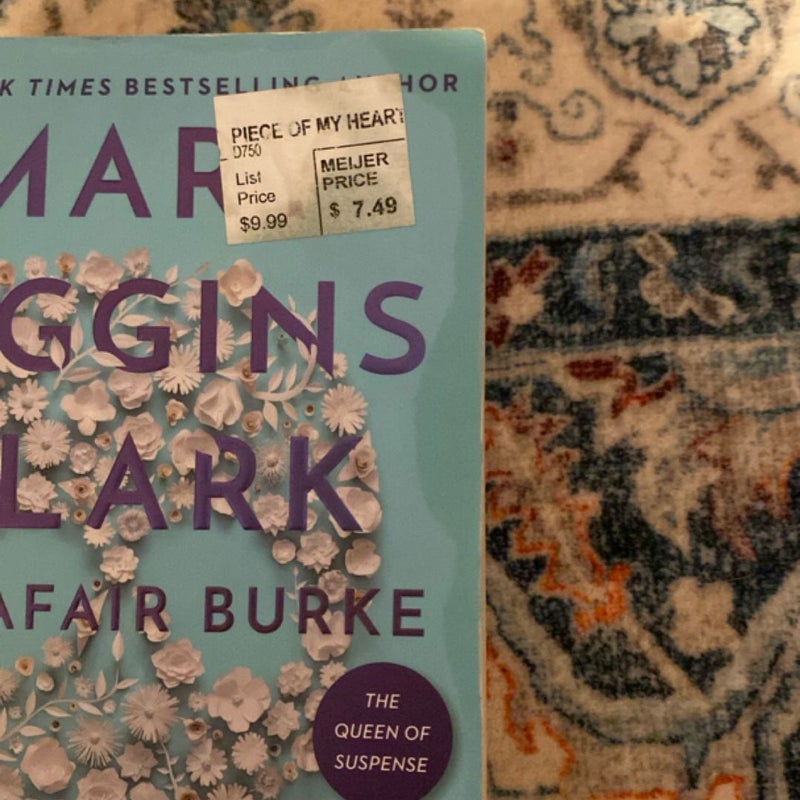 K TIMES BESTSELLING AUTHOR
MAR
PIECE OF MY HEART
D750
List
Price
$9.99
MEIJER
PRICE
$ 7.49
GGINS
LARK
AFAIR BURKE
THE
QUEEN OF
SUSPENSE